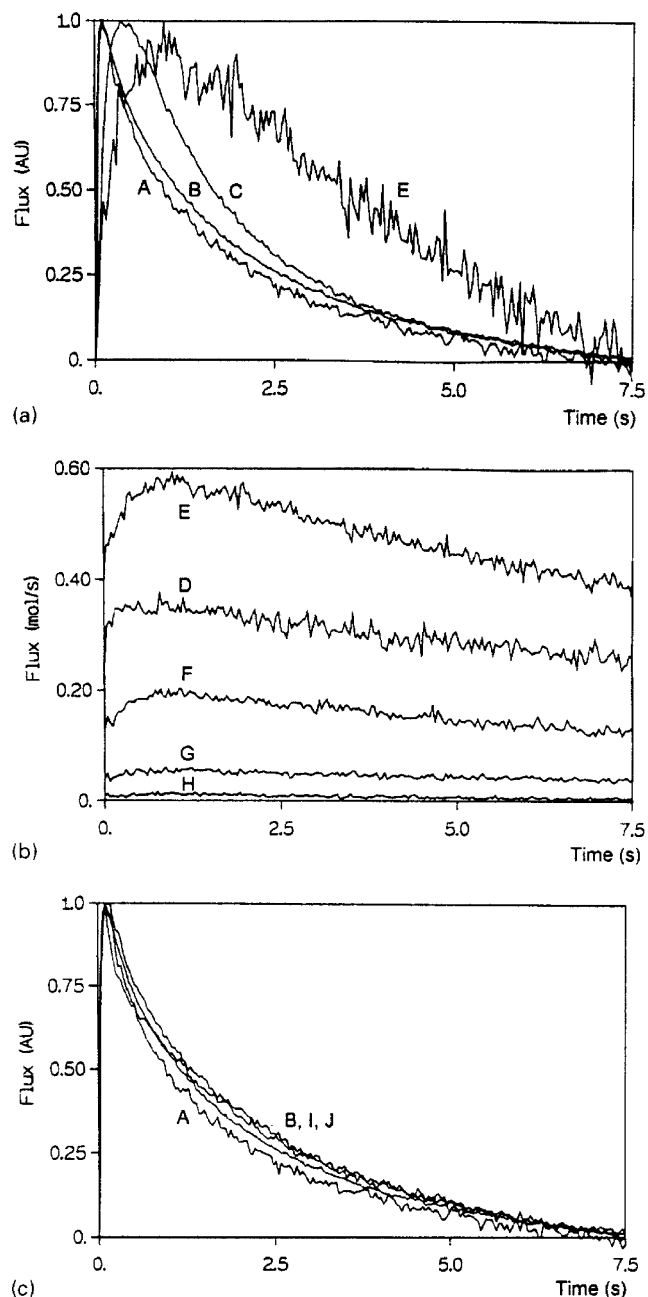 1.0
0.75
Flux (AU)
0.50
0.25
0.
A
B
C
E
0.
2.5
5.0
7.5
(a)
Time (s)
0.60
Flux (mol/s)
0.40
0.20
0.
E
D
F
G
H
0.
2.5
5.0
7.5
(b)
Time (s)
1.0
0.75
Flux (AU)
0.50
0.25
0.
A
B, I, J
0.
2.5
5.0
7.5
(c)
Time (s)